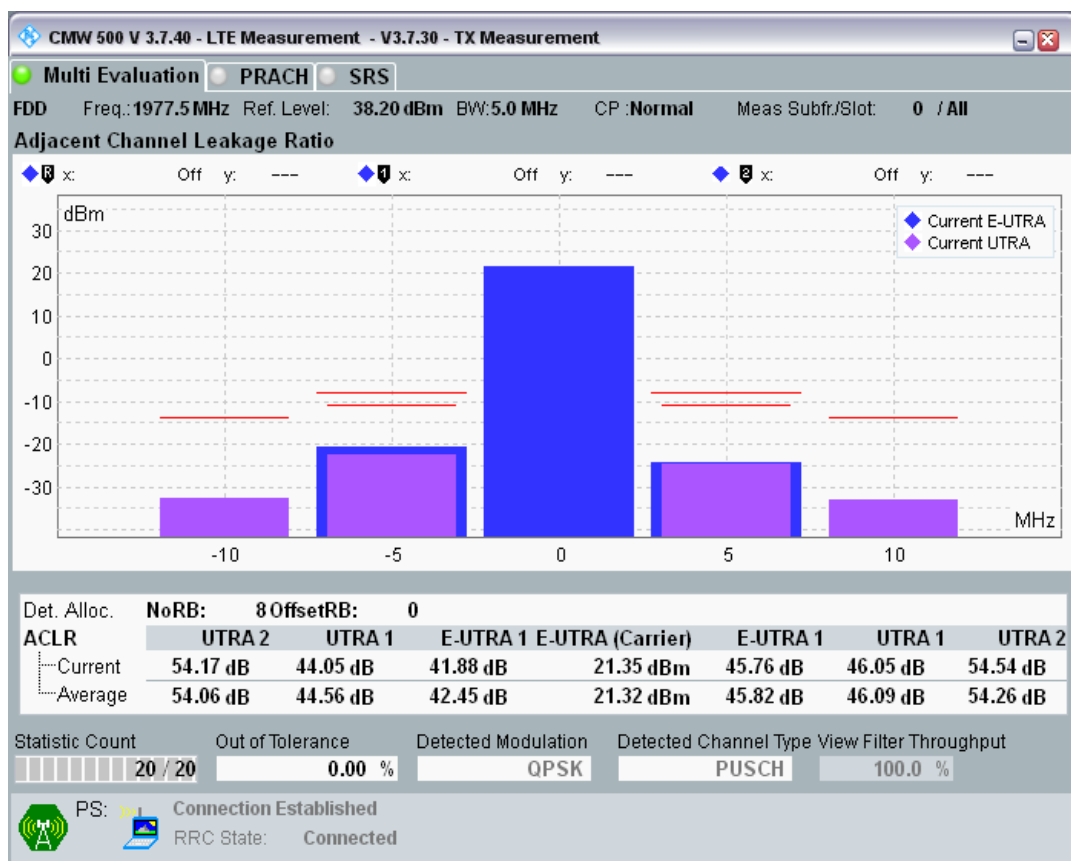 CMW 500 V 3.7.40 - LTE Measurement - V3.7.30 - TX Measurement
Multi Evaluation PRACH SRS
FDD Freq.: 1977.5 MHz Ref. Level: 38.20 dBm BW: 5.0 MHz CP : Normal Meas Subfr./Slot: 0 / All
Adjacent Channel Leakage Ratio
R x: Off y: --- 1 x: Off y: --- 2 x: Off y: ---
dBm
Current E-UTRA
Current UTRA
30
20
10
0
-10
-20
-30
MHz
-10 -5 0 5 10
Det. Alloc. NoRB: 8 OffsetRB: 0
ACLR UTRA 2 UTRA 1 E-UTRA 1 E-UTRA (Carrier) E-UTRA 1 UTRA 1 UTRA 2
Current 54.17 dB 44.05 dB 41.88 dB 21.35 dBm 45.76 dB 46.05 dB 54.54 dB
Average 54.06 dB 44.56 dB 42.45 dB 21.32 dBm 45.82 dB 46.09 dB 54.26 dB
Statistic Count Out of Tolerance Detected Modulation Detected Channel Type View Filter Throughput
20 / 20 0.00 % QPSK PUSCH 100.0 %
PS: Connection Established
RRC State: Connected